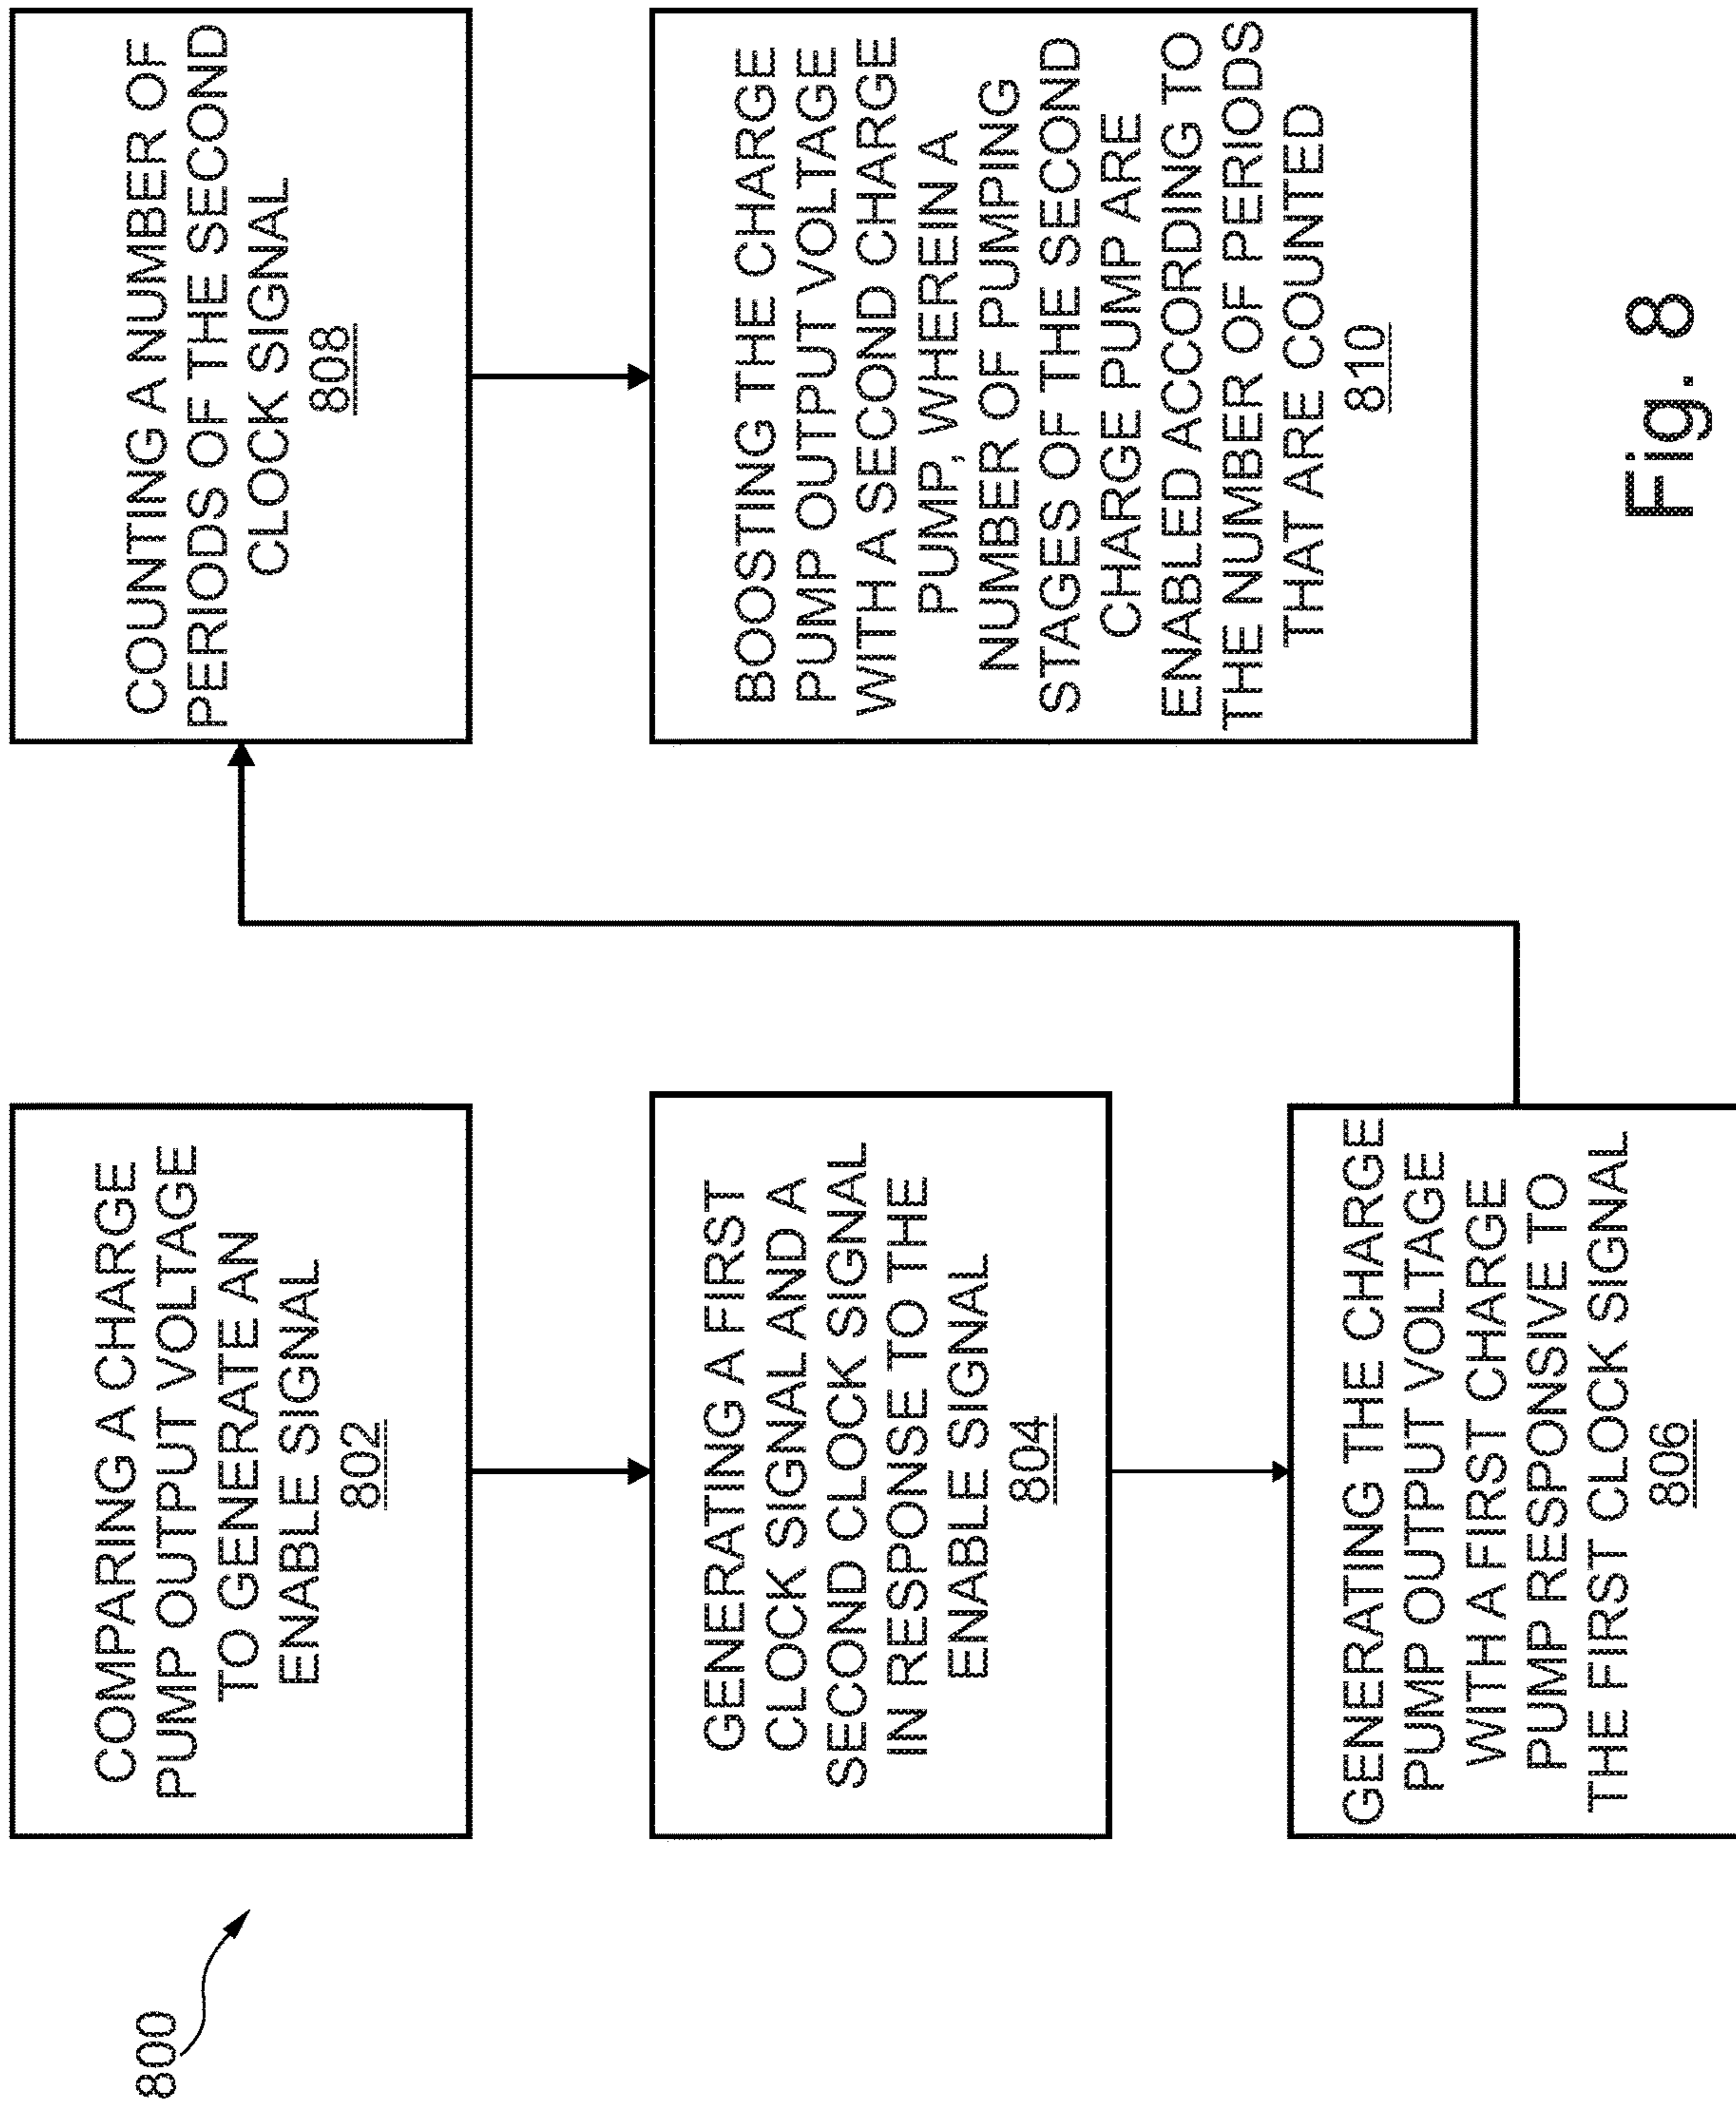 800
COMPARING A CHARGE
PUMP OUTPUT VOLTAGE
TO GENERATE AN
ENABLE SIGNAL
802
GENERATING A FIRST
CLOCK SIGNAL AND A
SECOND CLOCK SIGNAL
IN RESPONSE TO THE
ENABLE SIGNAL
804
GENERATING THE CHARGE
PUMP OUTPUT VOLTAGE
WITH A FIRST CHARGE
PUMP RESPONSIVE TO
THE FIRST CLOCK SIGNAL
806
COUNTING A NUMBER OF
PERIODS OF THE SECOND
CLOCK SIGNAL
808
BOOSTING THE CHARGE
PUMP OUTPUT VOLTAGE
WITH A SECOND CHARGE
PUMP, WHEREIN A
NUMBER OF PUMPING
STAGES OF THE SECOND
CHARGE PUMP ARE
ENABLED ACCORDING TO
THE NUMBER OF PERIODS
THAT ARE COUNTED
810
Fig. 8